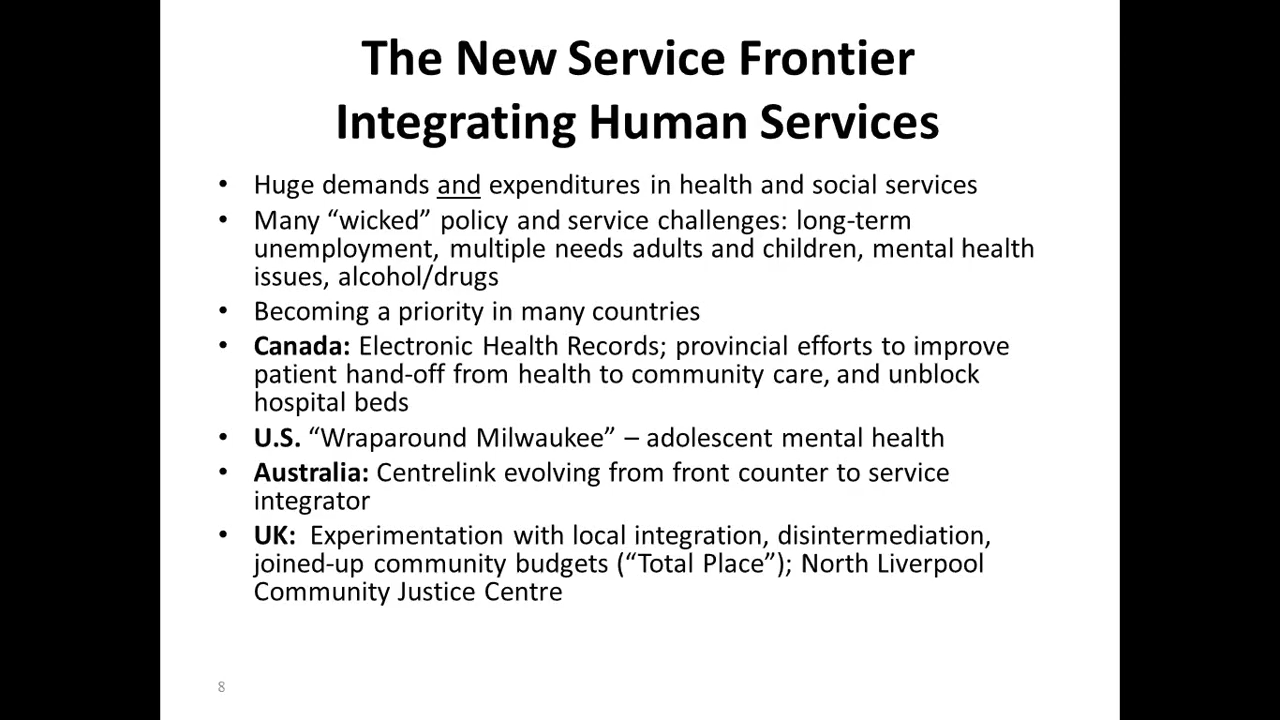 The New Service Frontier
Integrating Human Services
• Huge demands and expenditures in health and social services
• Many “wicked” policy and service challenges: long-term
unemployment, multiple needs adults and children, mental health
issues, alcohol/drugs
• Becoming a priority in many countries
• Canada: Electronic Health Records; provincial efforts to improve
patient hand-off from health to community care, and unblock
hospital beds
• U.S. “Wraparound Milwaukee” – adolescent mental health
• Australia: Centrelink evolving from front counter to service
integrator
• UK:  Experimentation with local integration, disintermediation,
joined-up community budgets (“Total Place”); North Liverpool
Community Justice Centre
8